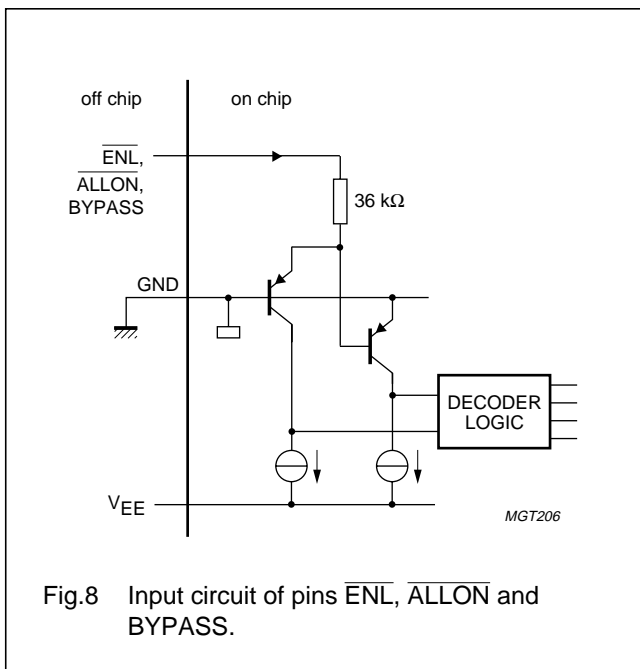 off chip
on chip
ENL,
ALLON,
BYPASS
36 kΩ
GND
DECODER
LOGIC
VEE
MGT206
Fig.8 Input circuit of pins ENL, ALLON and
BYPASS.